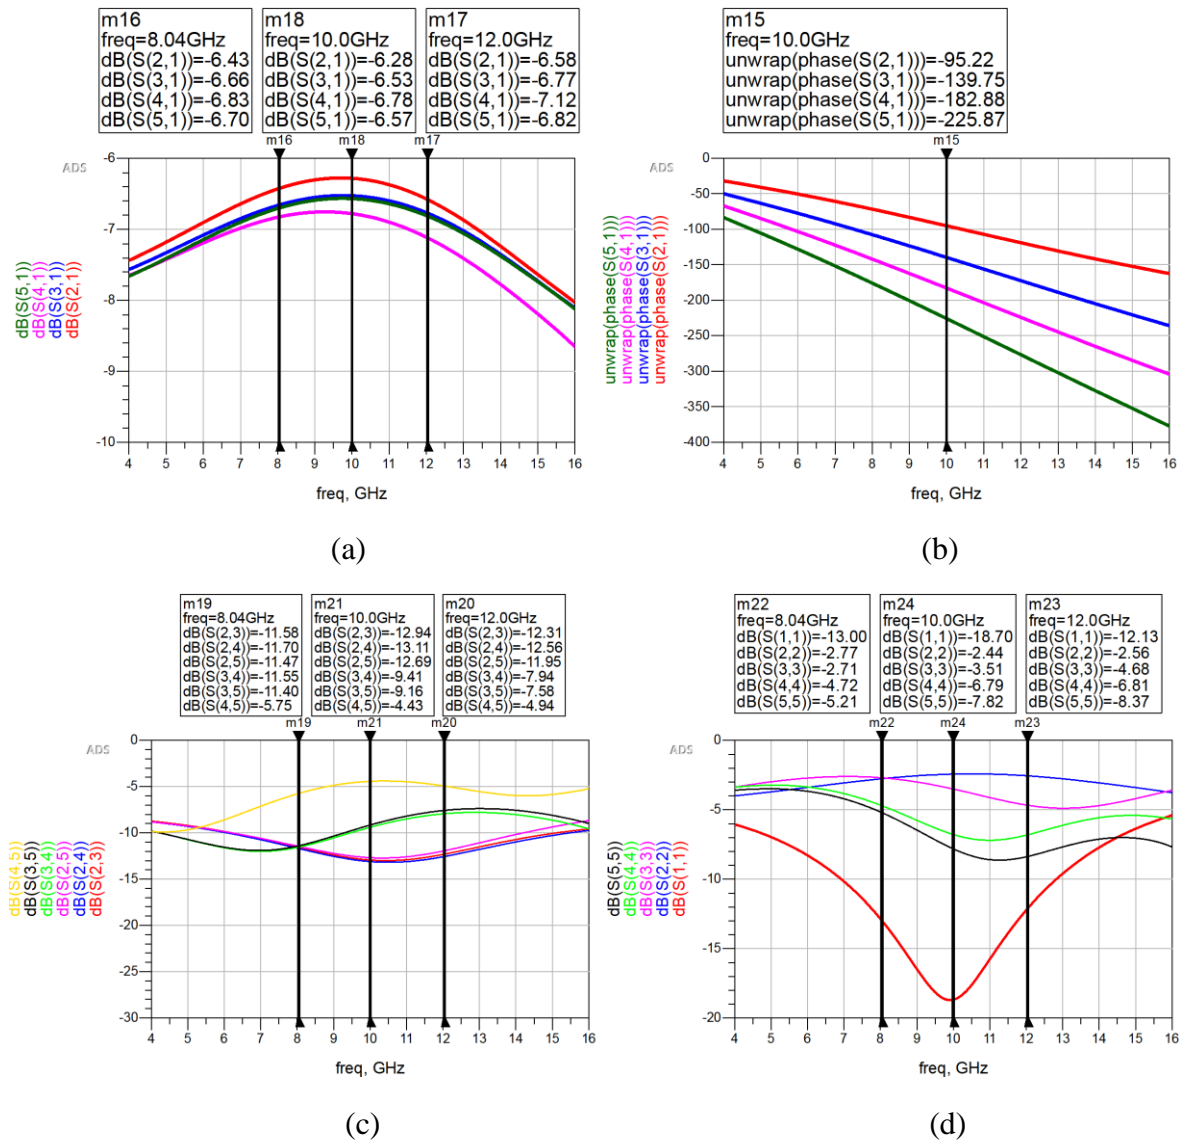 m16
freq=8.04GHz
dB(S(2,1))=-6.43
dB(S(3,1))=-6.66
dB(S(4,1))=-6.83
dB(S(5,1))=-6.70
m18
freq=10.0GHz
dB(S(2,1))=-6.28
dB(S(3,1))=-6.53
dB(S(4,1))=-6.78
dB(S(5,1))=-6.57
m17
freq=12.0GHz
dB(S(2,1))=-6.58
dB(S(3,1))=-6.77
dB(S(4,1))=-7.12
dB(S(5,1))=-6.82
m16 m18 m17
ADS
-6
-7
-8
-9
-10
dB(S(5,1))
dB(S(4,1))
dB(S(3,1))
dB(S(2,1))
4 5 6 7 8 9 10 11 12 13 14 15 16
freq, GHz
(a)
m15
freq=10.0GHz
unwrap(phase(S(2,1)))=-95.22
unwrap(phase(S(3,1)))=-139.75
unwrap(phase(S(4,1)))=-182.88
unwrap(phase(S(5,1)))=-225.87
m15
ADS
0
-50
-100
-150
-200
-250
-300
-350
-400
unwrap(phase(S(5,1)))
unwrap(phase(S(4,1)))
unwrap(phase(S(3,1)))
unwrap(phase(S(2,1)))
4 5 6 7 8 9 10 11 12 13 14 15 16
freq, GHz
(b)
m19
freq=8.04GHz
dB(S(2,3))=-11.58
dB(S(2,4))=-11.70
dB(S(2,5))=-11.47
dB(S(3,4))=-11.55
dB(S(3,5))=-11.40
dB(S(4,5))=-5.75
m21
freq=10.0GHz
dB(S(2,3))=-12.94
dB(S(2,4))=-13.11
dB(S(2,5))=-12.69
dB(S(3,4))=-9.41
dB(S(3,5))=-9.16
dB(S(4,5))=-4.43
m20
freq=12.0GHz
dB(S(2,3))=-12.31
dB(S(2,4))=-12.56
dB(S(2,5))=-11.95
dB(S(3,4))=-7.94
dB(S(3,5))=-7.58
dB(S(4,5))=-4.94
m19 m21 m20
ADS
0
-5
-10
-15
-20
-25
-30
dB(S(4,5))
dB(S(3,5))
dB(S(3,4))
dB(S(2,5))
dB(S(2,4))
dB(S(2,3))
4 5 6 7 8 9 10 11 12 13 14 15 16
freq, GHz
(c)
m22
freq=8.04GHz
dB(S(1,1))=-13.00
dB(S(2,2))=-2.77
dB(S(3,3))=-2.71
dB(S(4,4))=-4.72
dB(S(5,5))=-5.21
m24
freq=10.0GHz
dB(S(1,1))=-18.70
dB(S(2,2))=-2.44
dB(S(3,3))=-3.51
dB(S(4,4))=-6.79
dB(S(5,5))=-7.82
m23
freq=12.0GHz
dB(S(1,1))=-12.13
dB(S(2,2))=-2.56
dB(S(3,3))=-4.68
dB(S(4,4))=-6.81
dB(S(5,5))=-8.37
m22 m24 m23
ADS
0
-5
-10
-15
-20
dB(S(5,5))
dB(S(4,4))
dB(S(3,3))
dB(S(2,2))
dB(S(1,1))
4 5 6 7 8 9 10 11 12 13 14 15 16
freq, GHz
(d)